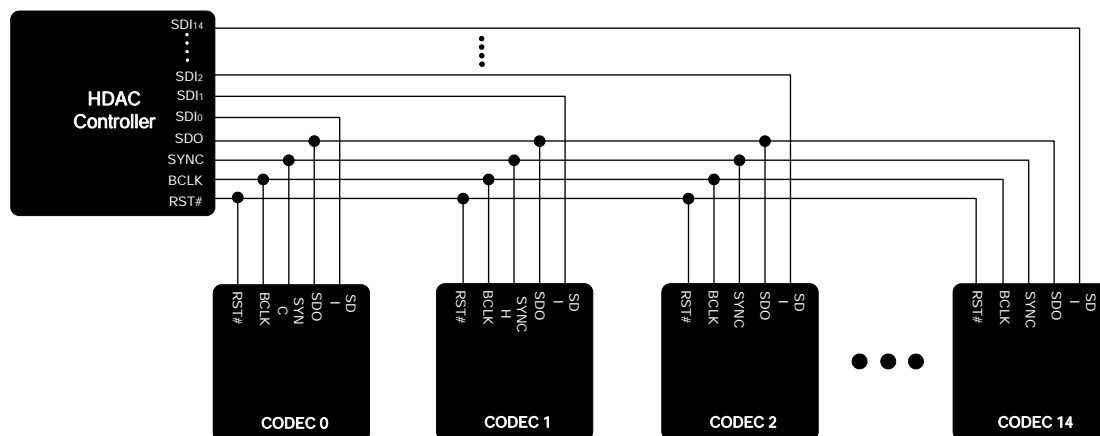 SDI14
SDI2
SDI1
SDI0
SDO
SYNC
BCLK
RST#
HDAC
Controller
RST#
BCLK
SYN
C
SDO
SD
I
CODEC 0
RST#
BCLK
SYNC
H
SDO
SD
I
CODEC 1
RST#
BCLK
SYNC
SDO
SD
I
CODEC 2
RST#
BCLK
SYNC
SDO
SD
I
CODEC 14